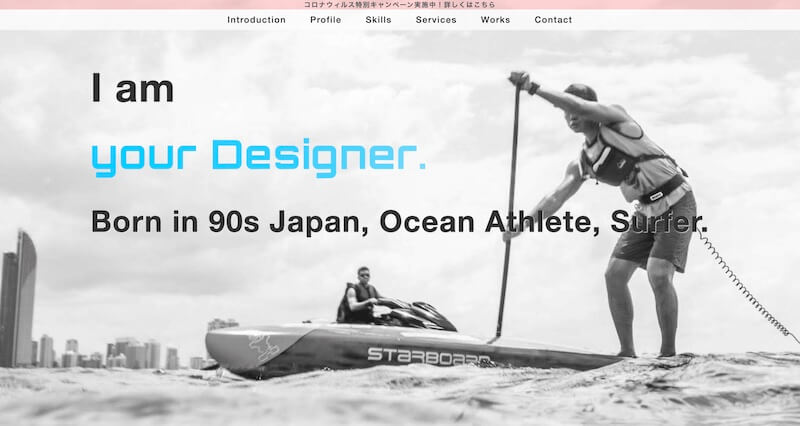 コロナウィルス特別キャンペーン実施中！詳しくはこちら
Introduction Profile Skills Services Works Contact
I am
your Designer.
Born in 90s Japan, Ocean Athlete, Surfer.
STARBOARD